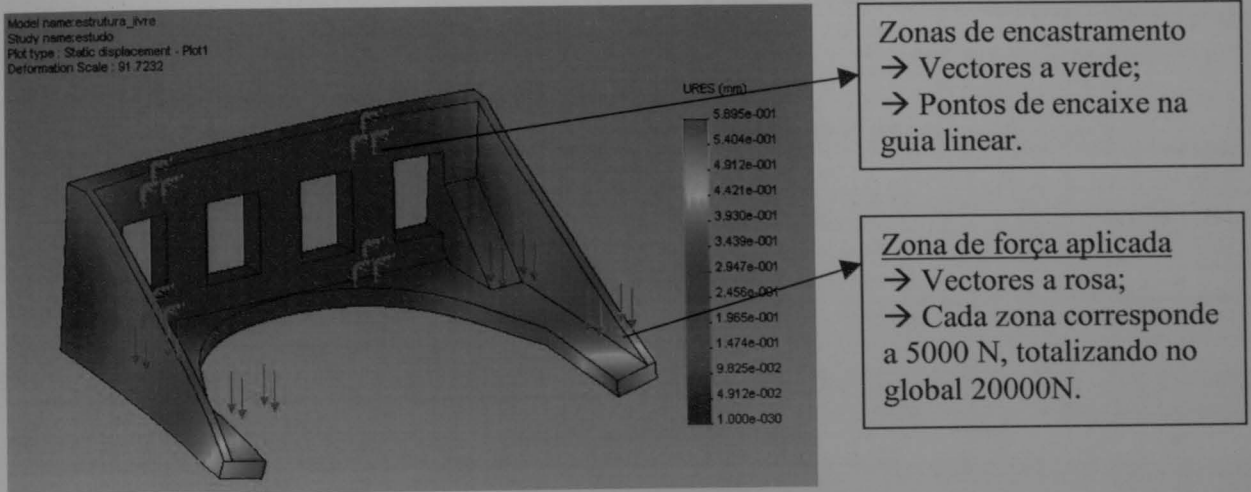 Model name:estrutura_livre
Study name:estudo
Plot type : Static displacement - Plot1
Deformation Scale : 91.7232
URES (mm)
5.895e-001
5.404e-001
4.912e-001
4.421e-001
3.930e-001
3.439e-001
2.947e-001
2.456e-001
1.965e-001
1.474e-001
9.825e-002
4.912e-002
1.000e-030
Zonas de encastramento
→ Vectores a verde;
→ Pontos de encaixe na
guia linear.
Zona de força aplicada
→ Vectores a rosa;
→ Cada zona corresponde
a 5000 N, totalizando no
global 20000N.